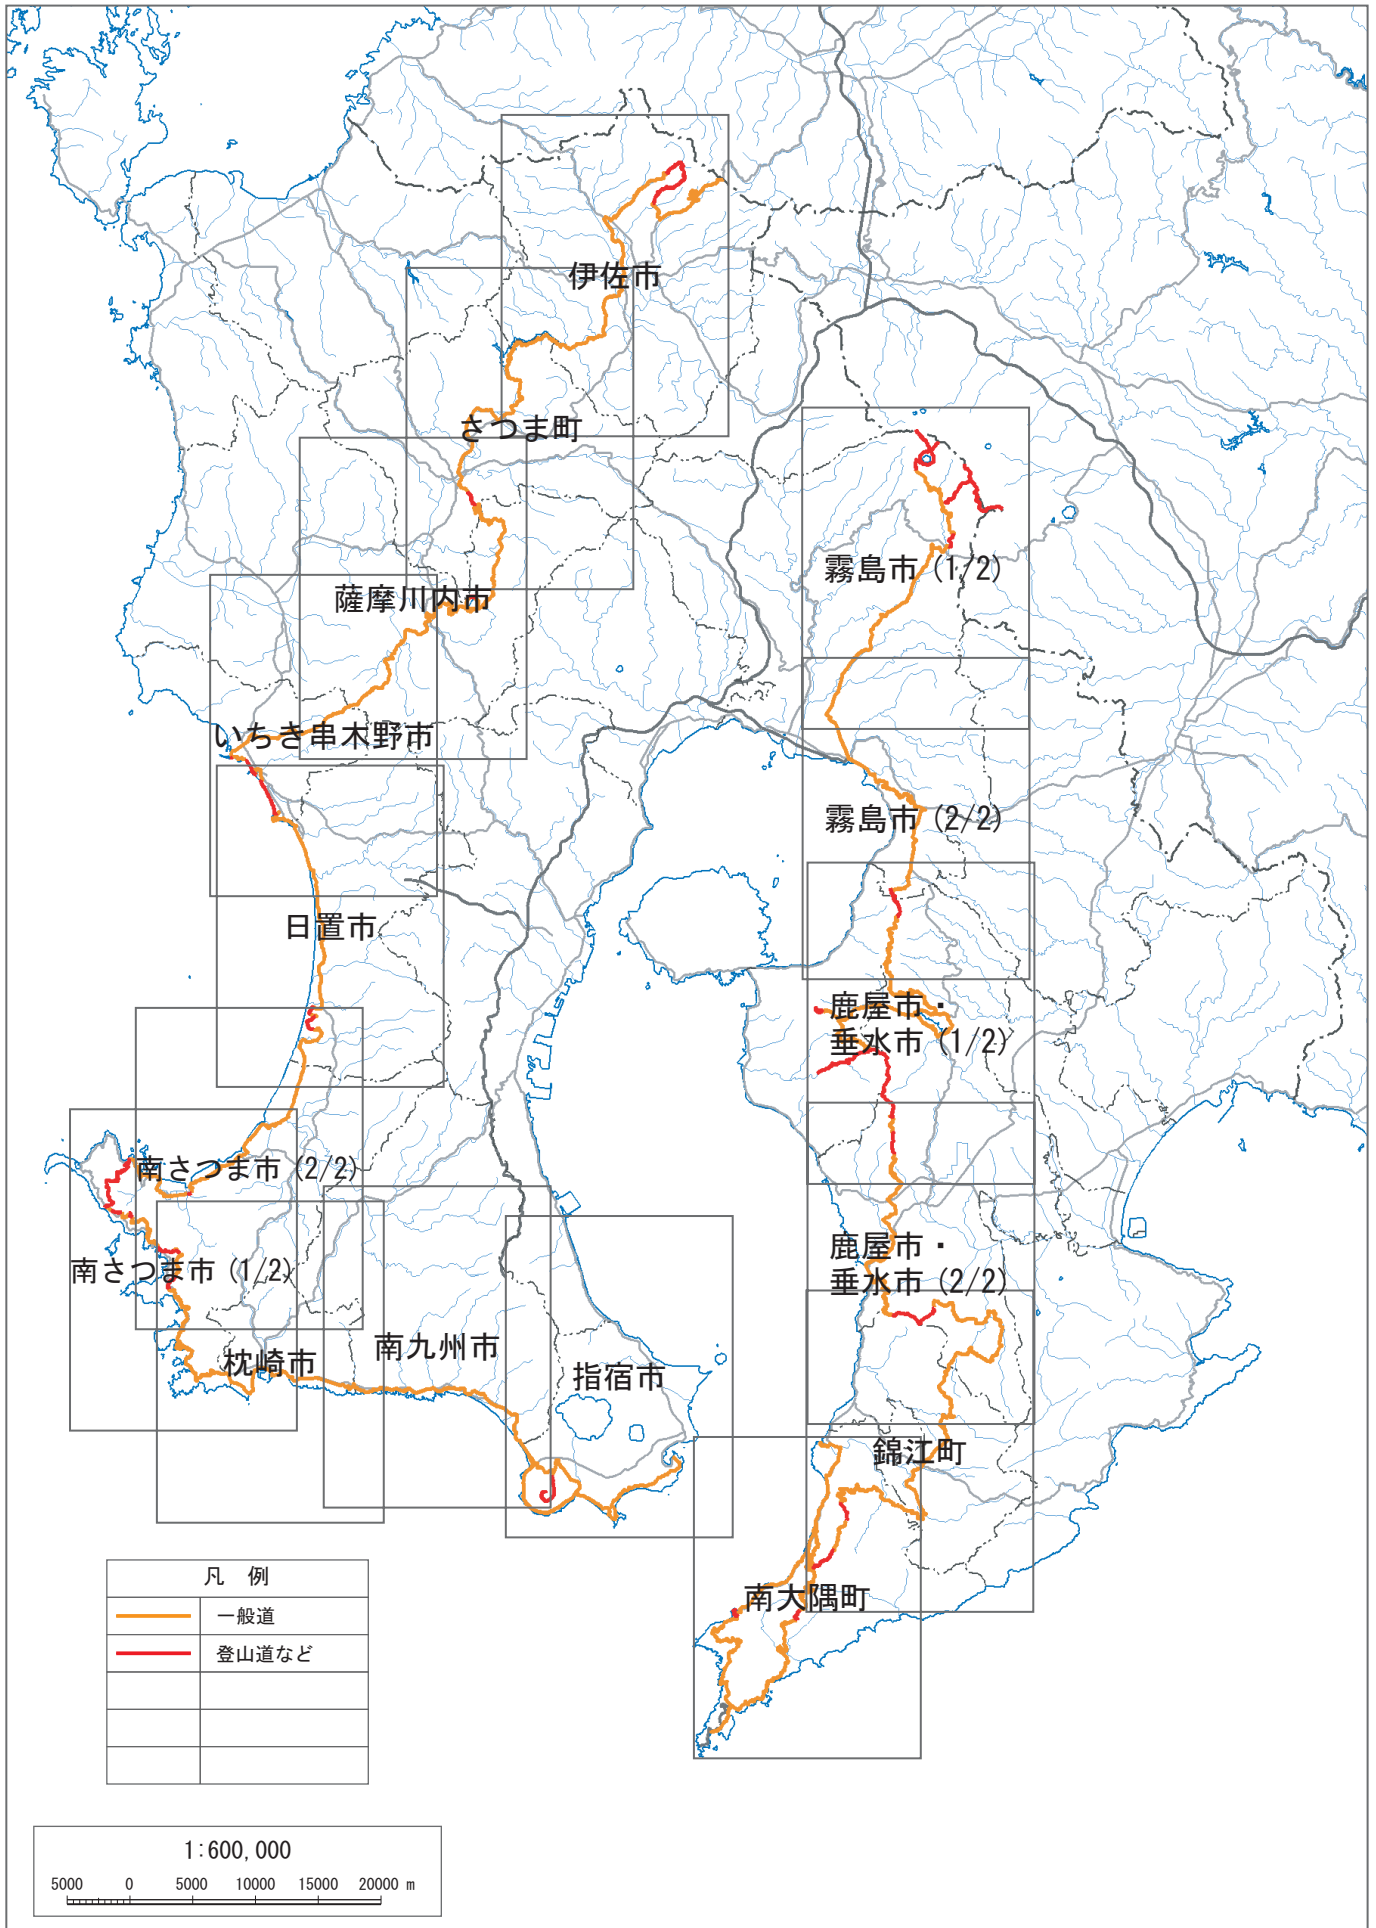 伊佐市
さつま町
霧島市 (1/2)
薩摩川内市
いちき串木野市
霧島市 (2/2)
日置市
鹿屋市・
垂水市 (1/2)
南さつま市 (2/2)
鹿屋市・
垂水市 (2/2)
南さつま市 (1/2)
南九州市
枕崎市
指宿市
錦江町
南大隅町
凡 例
一般道
登山道など
1:600,000
5000 0 5000 10000 15000 20000 m